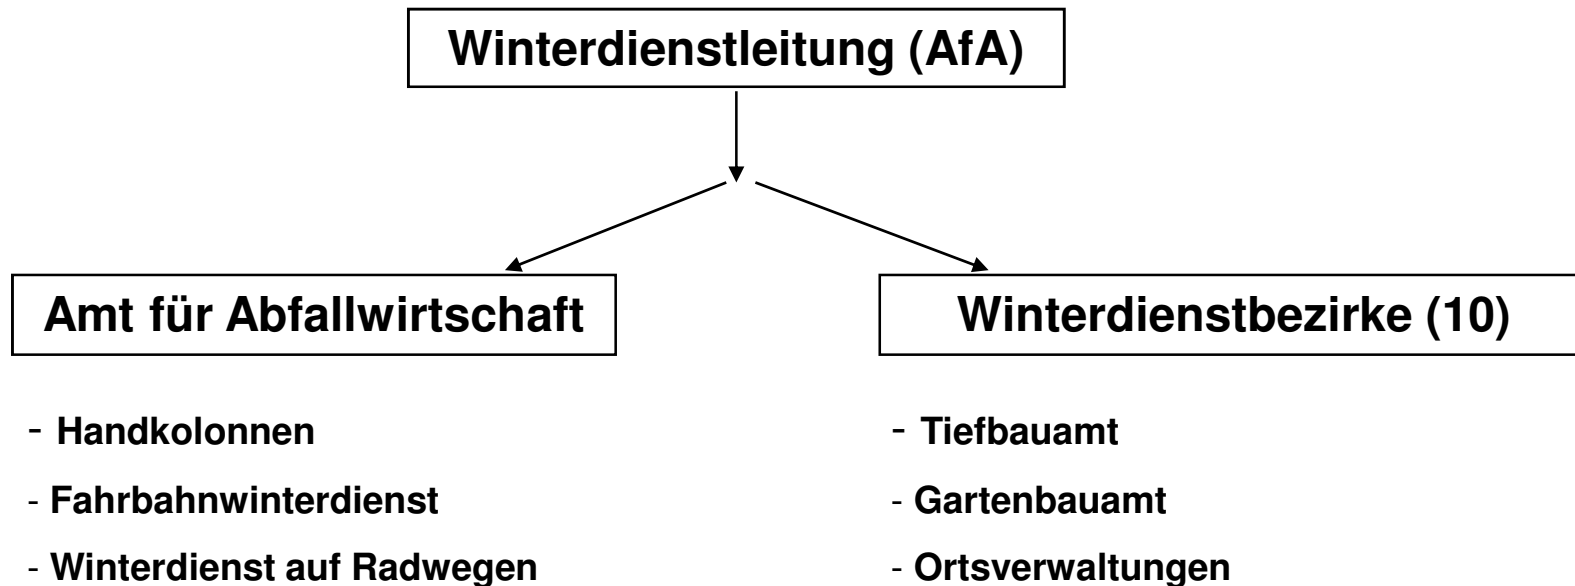 Winterdienstleitung (AfA)
Amt für Abfallwirtschaft
- Handkolonnen
- Fahrbahnwinterdienst
- Winterdienst auf Radwegen
Winterdienstbezirke (10)
- Tiefbauamt
- Gartenbauamt
- Ortsverwaltungen